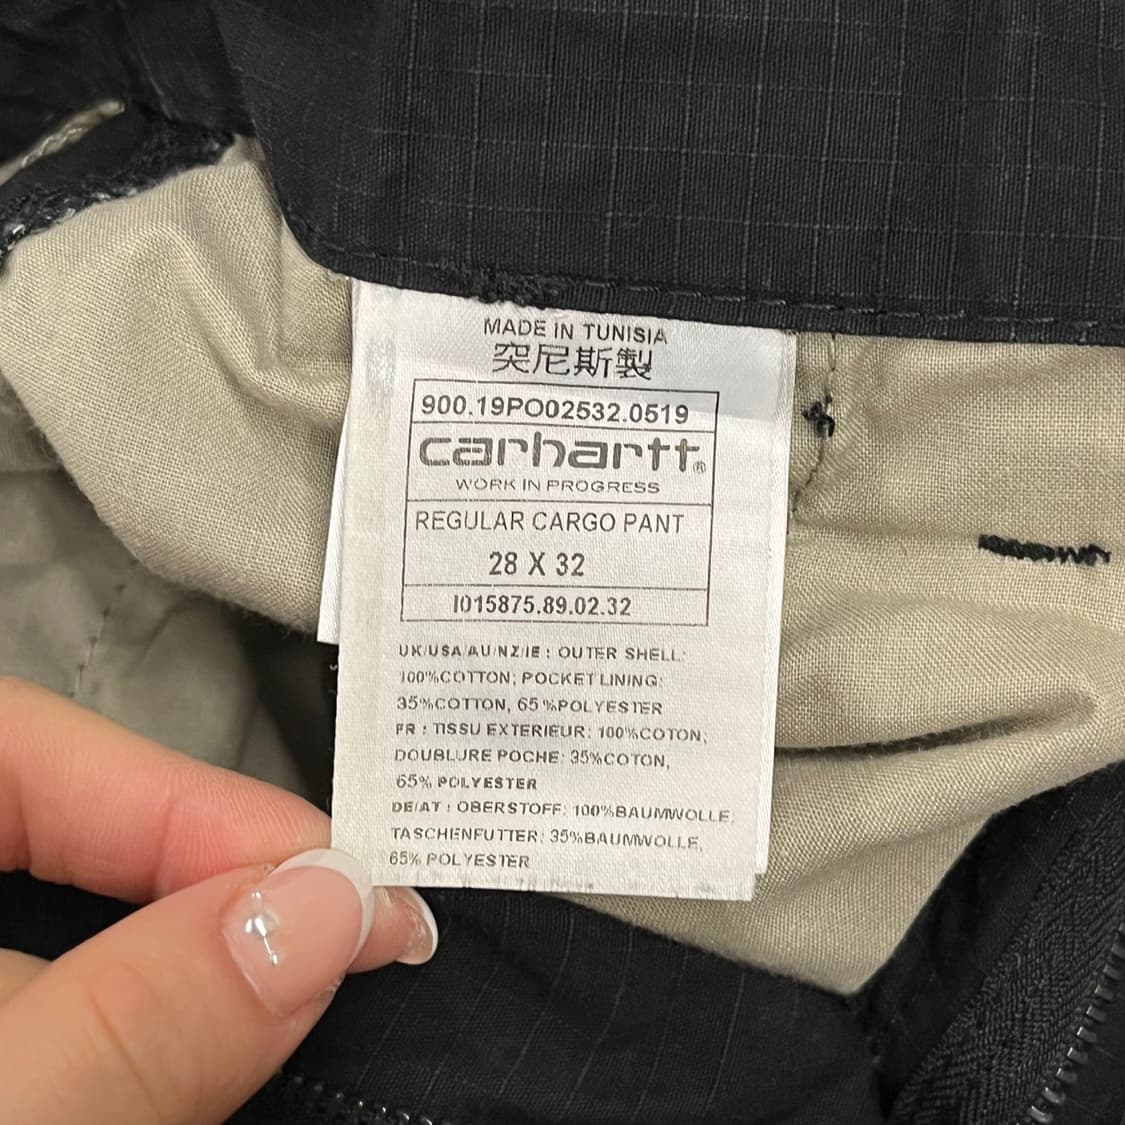 MADE IN TUNISIA
突尼斯製
900.19PO02532.0519
carhartt®
WORK IN PROGRESS
REGULAR CARGO PANT
28 X 32
I015875.89.02.32
UK/USA/AU/NZ/IE : OUTER SHELL:
100%COTTON; POCKET LINING:
35%COTTON, 65%POLYESTER
FR : TISSU EXTERIEUR: 100%COTON;
DOUBLURE POCHE: 35%COTON,
65% POLYESTER
DE/AT : OBERSTOFF: 100%BAUMWOLLE;
TASCHENFUTTER: 35%BAUMWOLLE,
65% POLYESTER